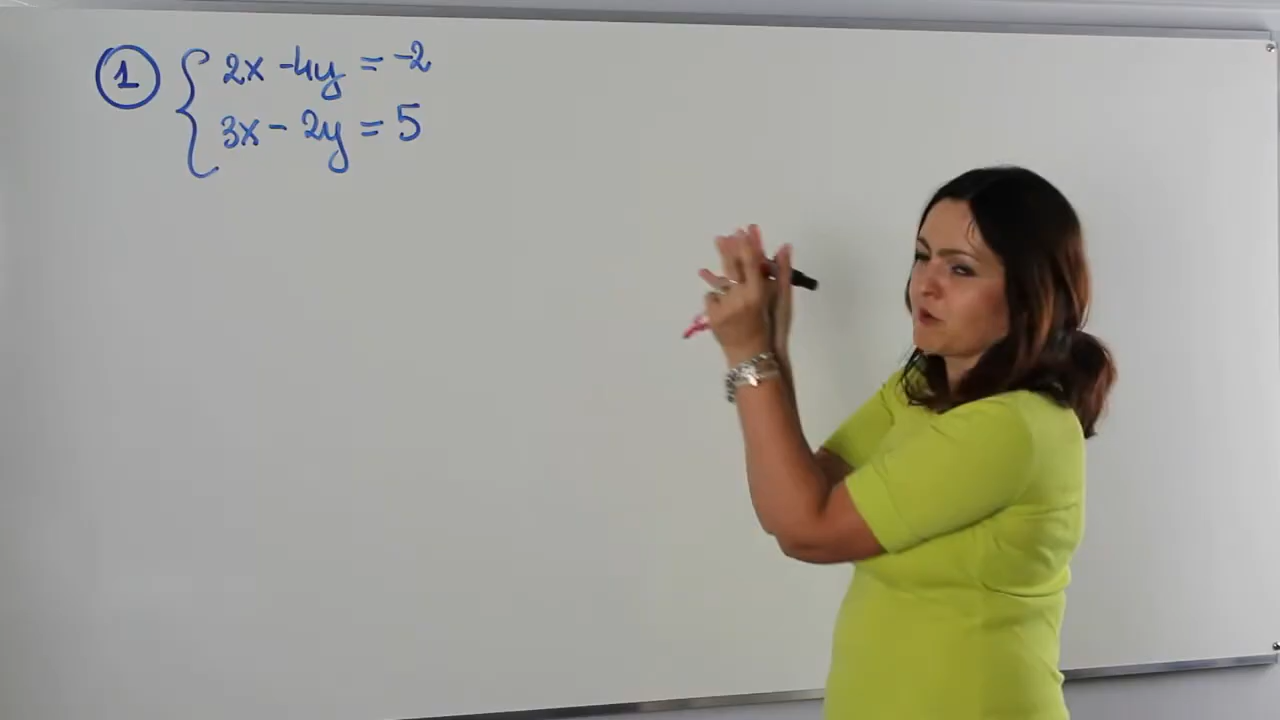 1 { 2x - 4y = -2
3x - 2y = 5